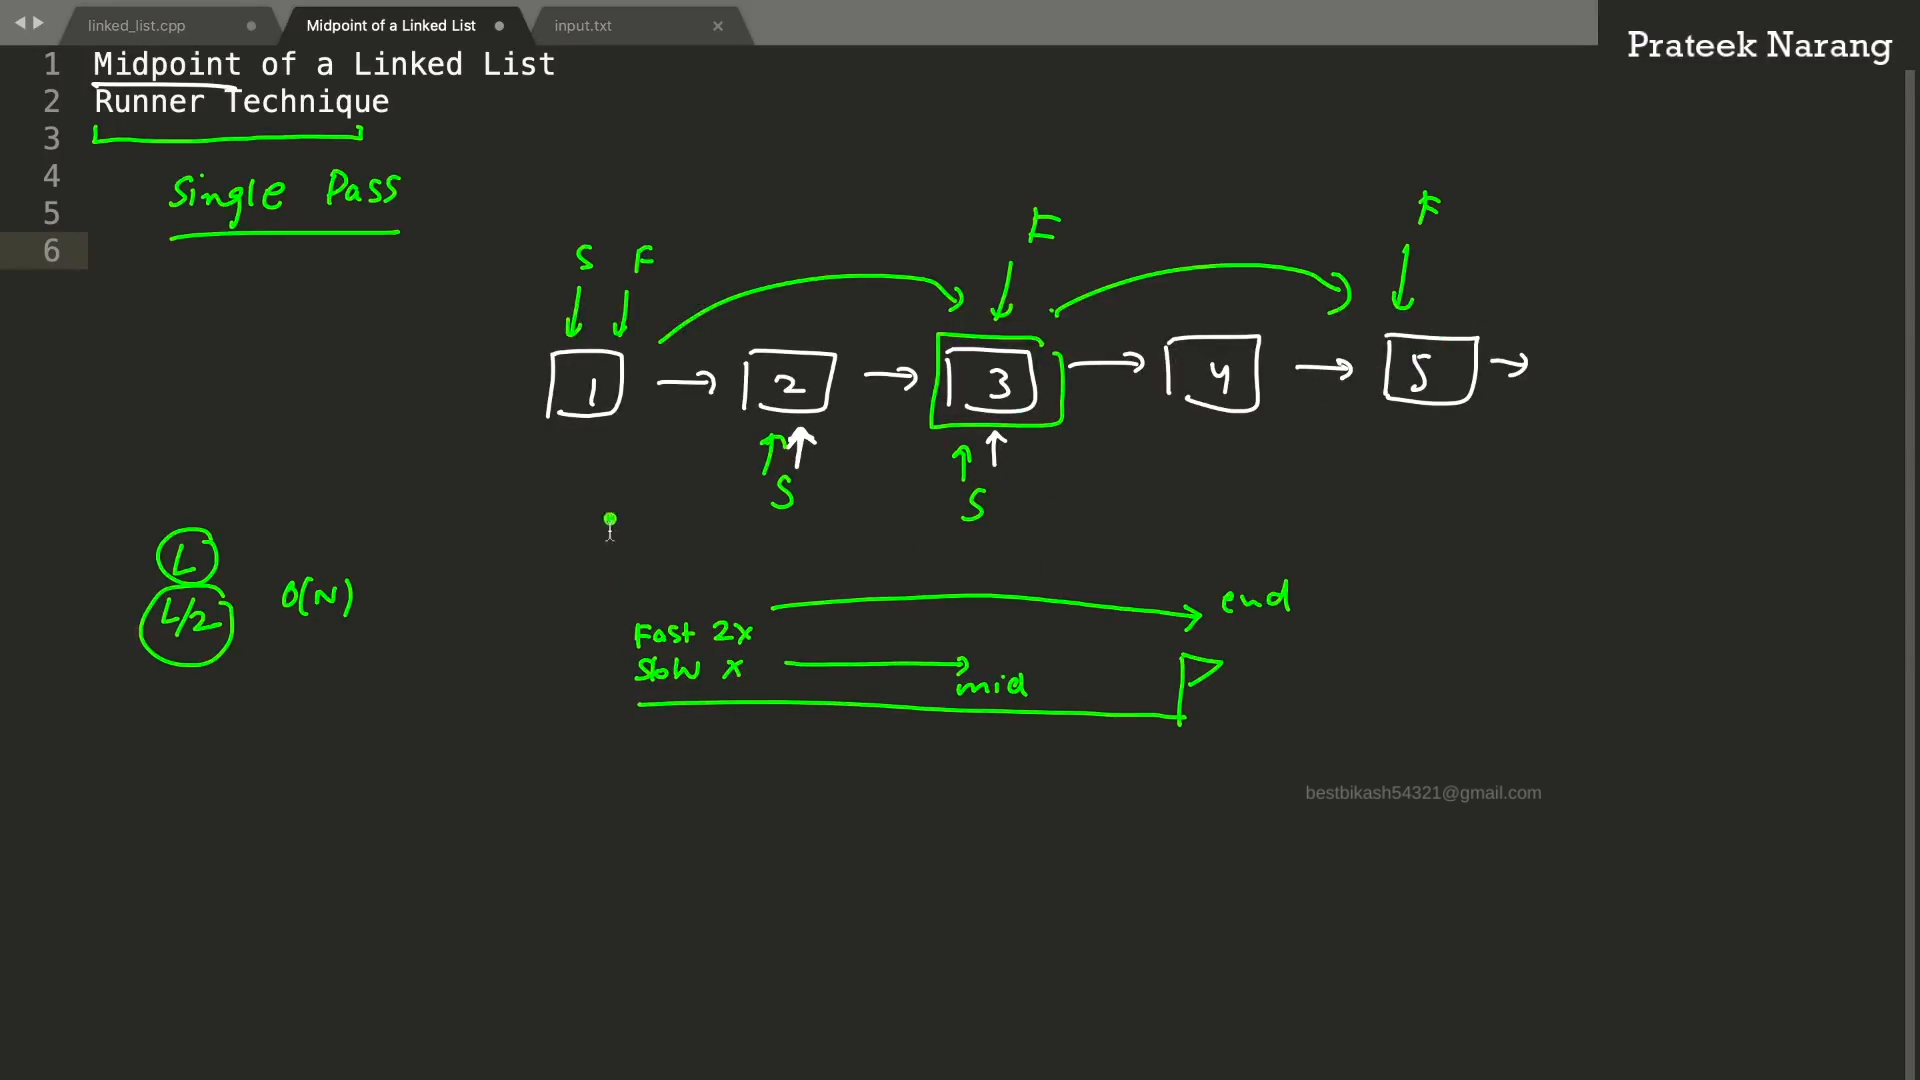 linked_list.cpp
Midpoint of a Linked List
input.txt
Prateek Narang
1 Midpoint of a Linked List
2 Runner Technique
3
4
5
6
Single Pass
S F
F
F
1
2
3
4
5
S
S
L
L/2
O(N)
Fast 2x
Slow x
end
mid
bestbikash54321@gmail.com